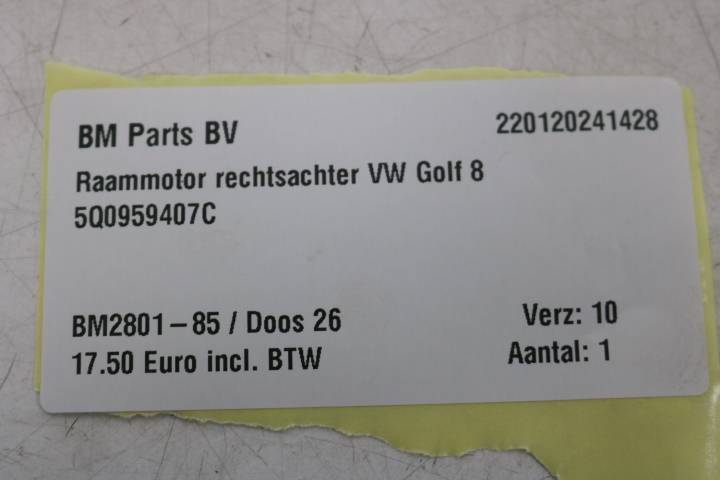 BM Parts BV 220120241428
Raammotor rechtsachter VW Golf 8
5Q0959407C
BM2801-85 / Doos 26 Verz: 10
17.50 Euro incl. BTW Aantal: 1